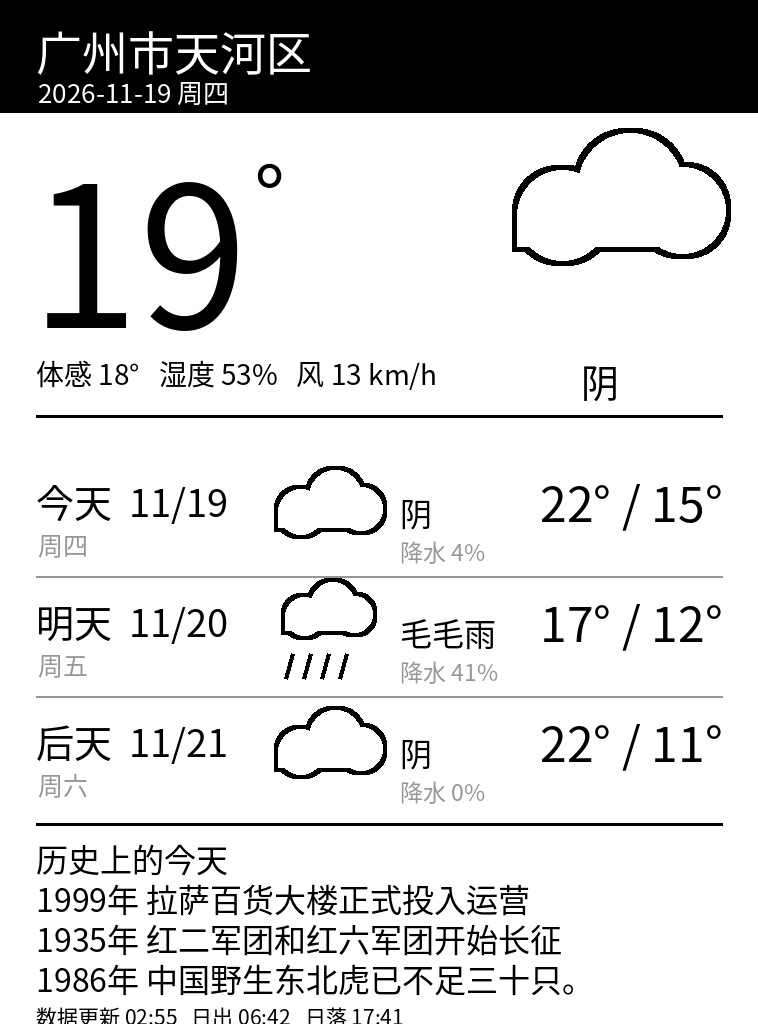 广州市天河区
2026-11-19 周四
19°
体感 18° 湿度 53% 风 13 km/h
阴
今天 11/19
周四
阴
降水 4%
22° / 15°
明天 11/20
周五
毛毛雨
降水 41%
17° / 12°
后天 11/21
周六
阴
降水 0%
22° / 11°
历史上的今天
1999年 拉萨百货大楼正式投入运营
1935年 红二军团和红六军团开始长征
1986年 中国野生东北虎已不足三十只。
数据更新 02:55 日出 06:42 日落 17:41